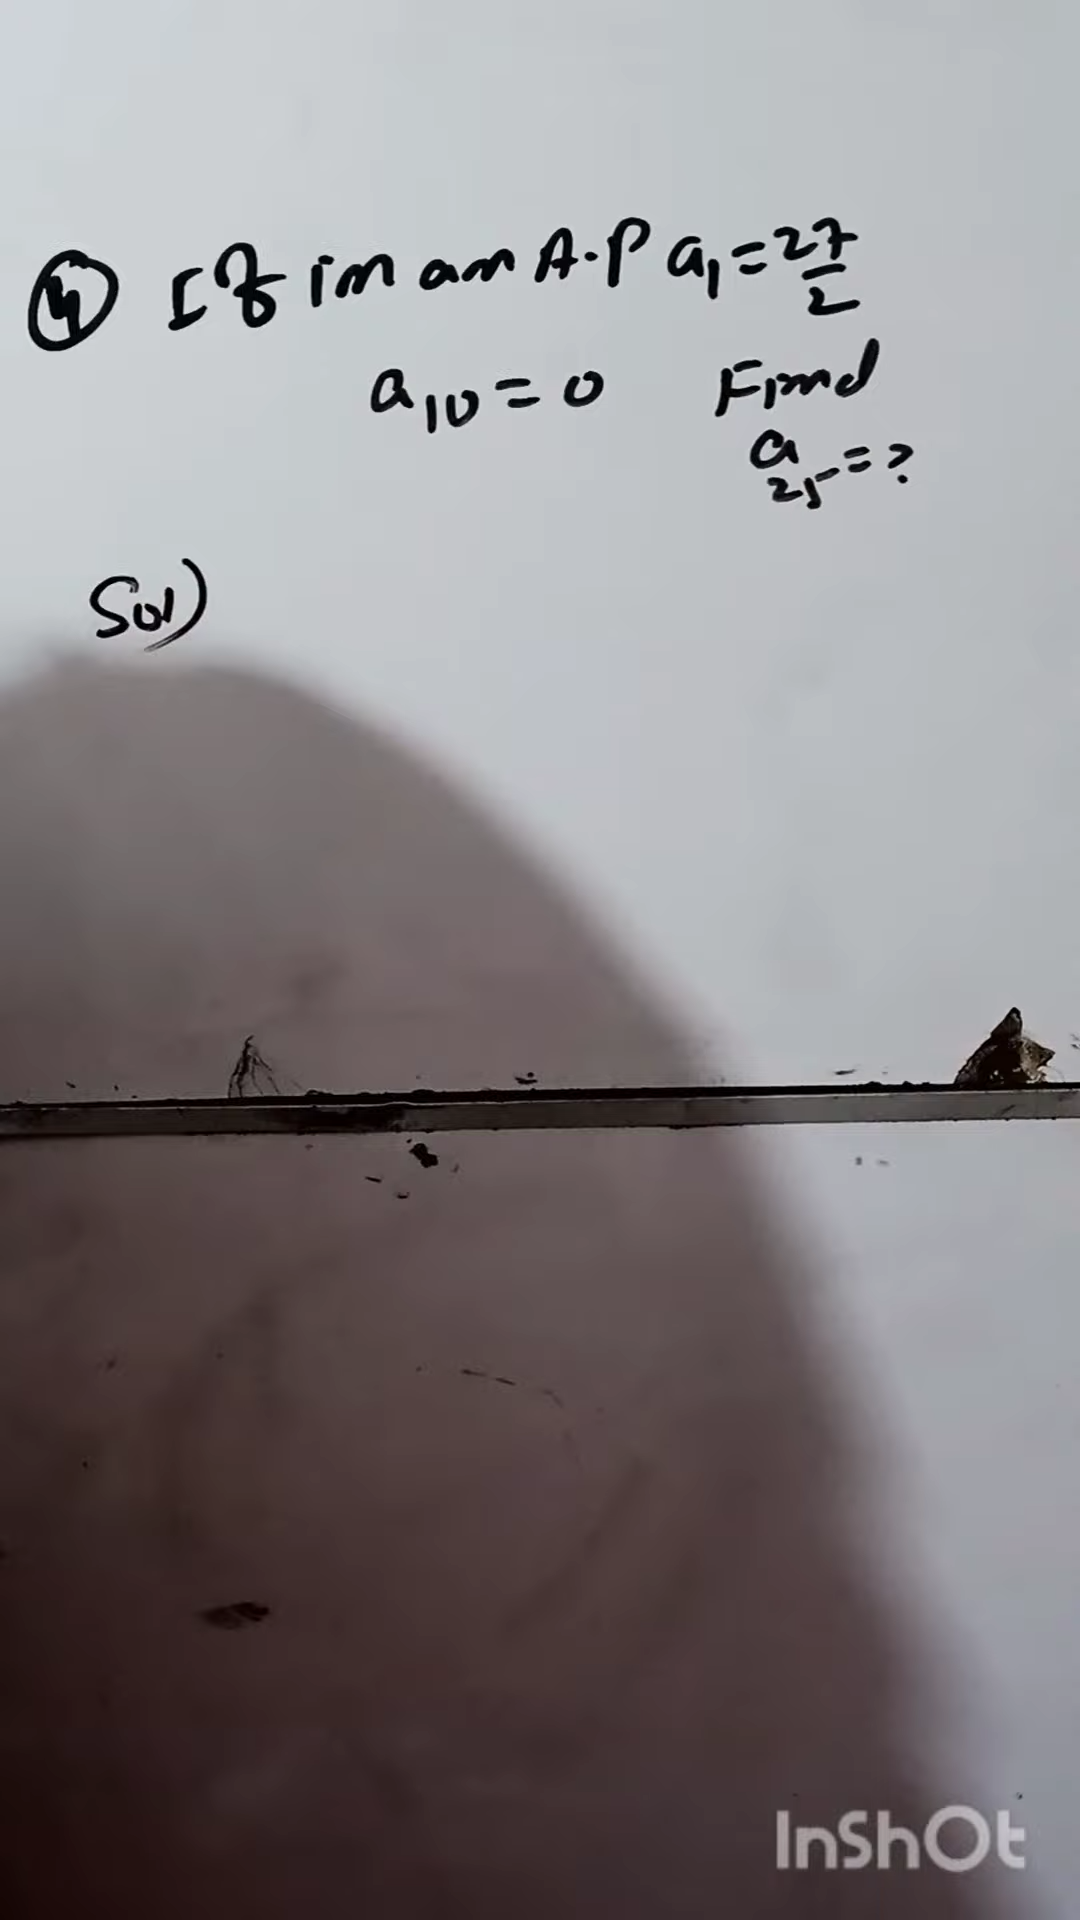 ④ If in an A.P a₁ = 27/2
a₁₀ = 0 Find
a₂₅ = ?
Sol)
InShOt